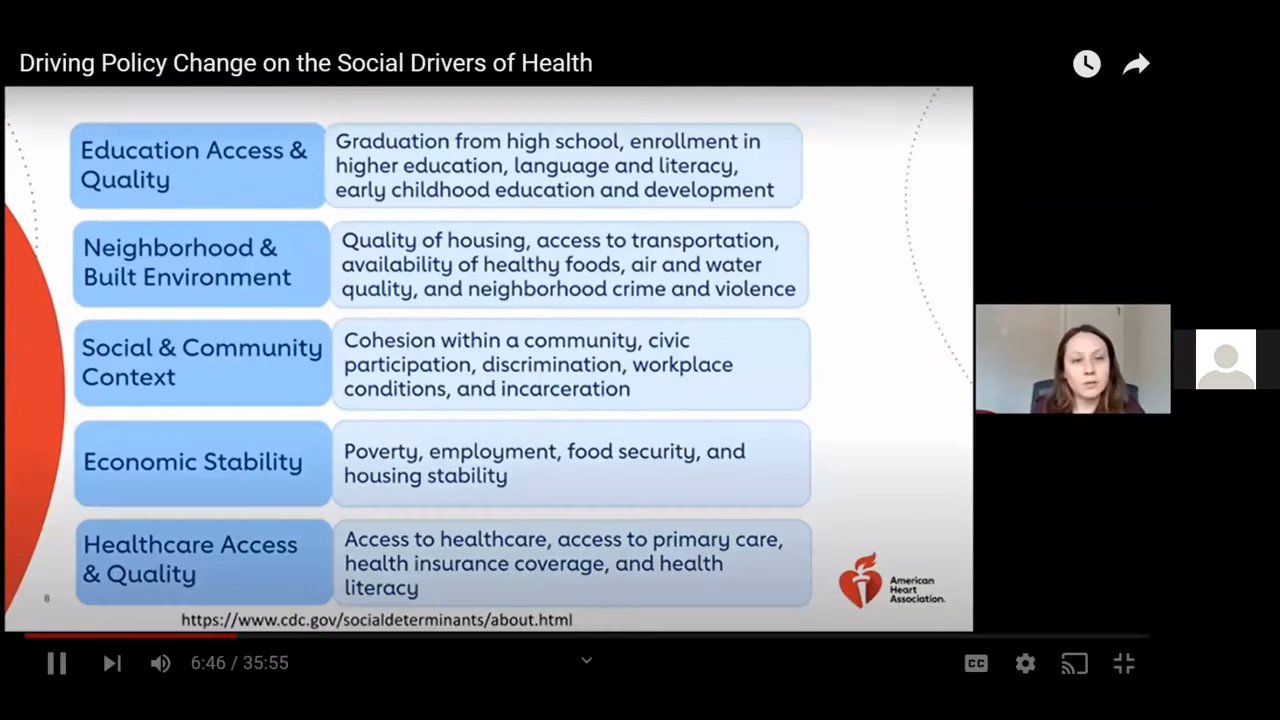 Driving Policy Change on the Social Drivers of Health
Education Access &
Quality
Graduation from high school, enrollment in
higher education, language and literacy,
early childhood education and development
Neighborhood &
Built Environment
Quality of housing, access to transportation,
availability of healthy foods, air and water
quality, and neighborhood crime and violence
Social & Community
Context
Cohesion within a community, civic
participation, discrimination, workplace
conditions, and incarceration
Economic Stability
Poverty, employment, food security, and
housing stability
Healthcare Access
& Quality
Access to healthcare, access to primary care,
health insurance coverage, and health
literacy
8
American
Heart
Association.
https://www.cdc.gov/socialdeterminants/about.html
6:46 / 35:55
CC